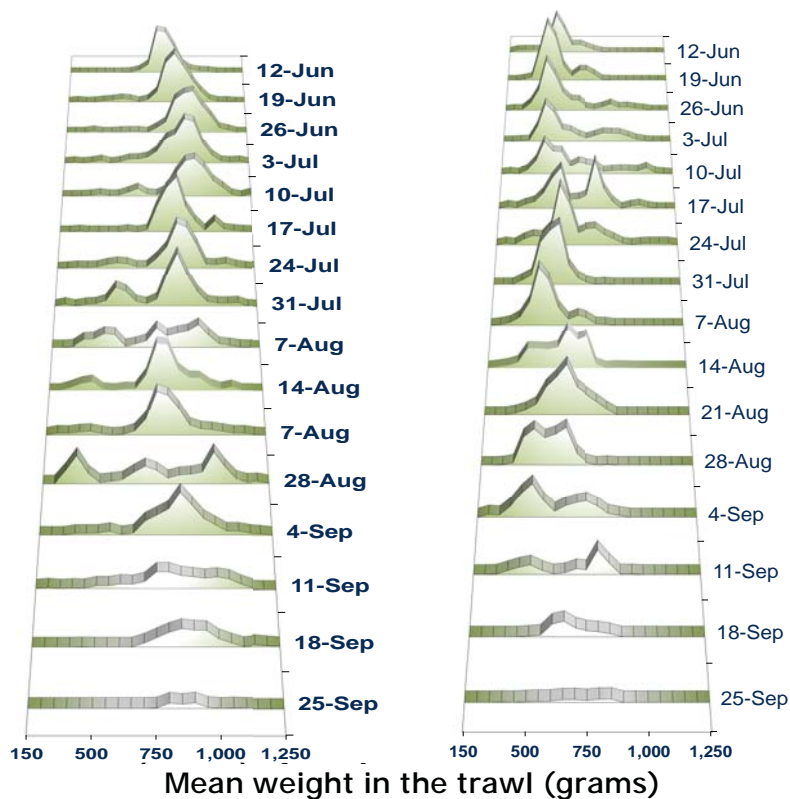 12-Jun
19-Jun
26-Jun
3-Jul
10-Jul
17-Jul
24-Jul
31-Jul
7-Aug
14-Aug
7-Aug
28-Aug
4-Sep
11-Sep
18-Sep
25-Sep
150 500 750 1,000 1,250
12-Jun
19-Jun
26-Jun
3-Jul
10-Jul
17-Jul
24-Jul
31-Jul
7-Aug
14-Aug
21-Aug
28-Aug
4-Sep
11-Sep
18-Sep
25-Sep
150 500 750 1,000 1,250
Mean weight in the trawl (grams)